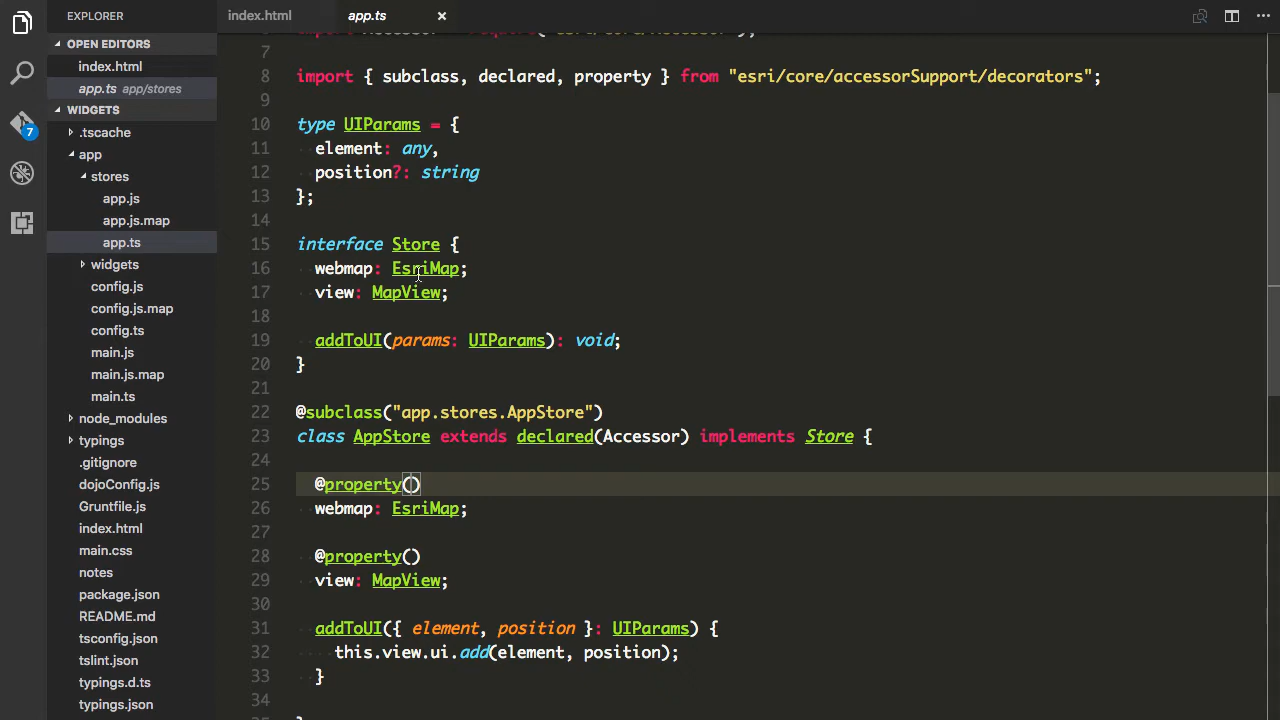 EXPLORER
OPEN EDITORS
index.html
app.ts app/stores
WIDGETS
.tscache
app
stores
app.js
app.js.map
app.ts
widgets
config.js
config.js.map
config.ts
main.js
main.js.map
main.ts
node_modules
typings
.gitignore
dojoConfig.js
Gruntfile.js
index.html
main.css
notes
package.json
README.md
tsconfig.json
tslint.json
typings.d.ts
typings.json
7
index.html
app.ts
7
8 import { subclass, declared, property } from "esri/core/accessorSupport/decorators";
9
10 type UIParams = {
11 element: any,
12 position?: string
13 };
14
15 interface Store {
16 webmap: EsriMap;
17 view: MapView;
18
19 addToUI(params: UIParams): void;
20 }
21
22 @subclass("app.stores.AppStore")
23 class AppStore extends declared(Accessor) implements Store {
24
25 @property()
26 webmap: EsriMap;
27
28 @property()
29 view: MapView;
30
31 addToUI({ element, position }: UIParams) {
32 this.view.ui.add(element, position);
33 }
34